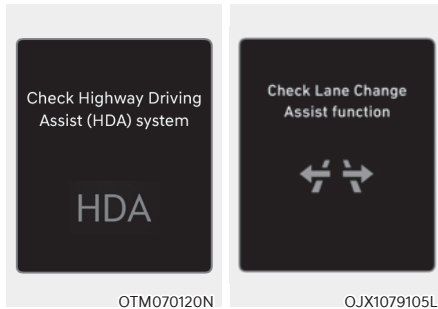 Check Highway Driving
Assist (HDA) system
HDA
OTM070120N
Check Lane Change
Assist function
OJX1079105L